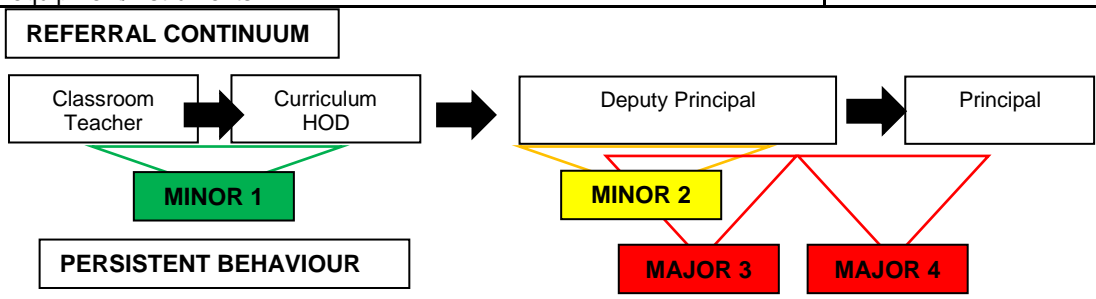 REFERRAL CONTINUUM
Classroom
Teacher
Curriculum
HOD
Deputy Principal
Principal
MINOR 1
MINOR 2
PERSISTENT BEHAVIOUR
MAJOR 3
MAJOR 4